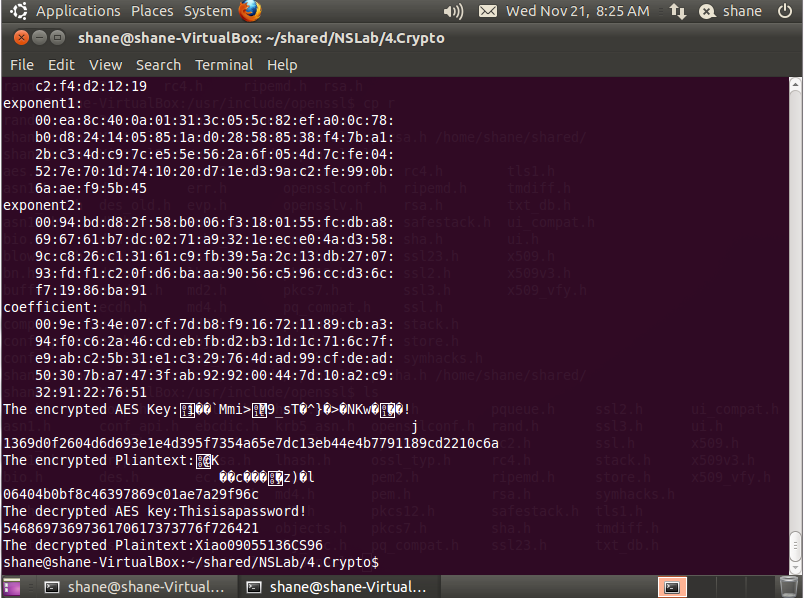 Applications Places System Wed Nov 21, 8:25 AM shane
shane@shane-VirtualBox: ~/shared/NSLab/4.Crypto
File Edit View Search Terminal Help
c2:f4:d2:12:19
exponent1:
00:ea:8c:40:0a:01:31:3c:05:5c:82:ef:a0:0c:78:
b0:d8:24:14:05:85:1a:d0:28:58:85:38:f4:7b:a1:
2b:c3:4d:c9:7c:e5:5e:56:2a:6f:05:4d:7c:fe:04:
52:7e:70:1d:74:10:20:d7:1e:d3:9a:c2:fe:99:0b:
6a:ae:f9:5b:45
exponent2:
00:94:bd:d8:2f:58:b0:06:f3:18:01:55:fc:db:a8:
69:67:61:b7:dc:02:71:a9:32:1e:ec:e0:4a:d3:58:
9c:c8:26:c1:31:61:c9:fb:39:5a:2c:13:db:27:07:
93:fd:f1:c2:0f:d6:ba:aa:90:56:c5:96:cc:d3:6c:
f7:19:86:ba:91
coefficient:
00:9e:f3:4e:07:cf:7d:b8:f9:16:72:11:89:cb:a3:
94:f0:c6:2a:46:cd:eb:fb:d2:b3:1d:1c:71:6c:7f:
e9:ab:c2:5b:31:e1:c3:29:76:4d:ad:99:cf:de:ad:
50:30:7b:a7:47:3f:ab:92:92:00:44:7d:10:a2:c9:
32:91:22:76:51
The encrypted AES Key:��`Mmi>9_sT�^}�>�NKw��!
j
1369d0f2604d6d693e1e4d395f7354a65e7dc13eb44e4b7791189cd2210c6a
The encrypted Pliantext:K
��c���z)�l
06404b0bf8c46397869c01ae7a29f96c
The decrypted AES key:Thisisapassword!
5468697369736170617373776f726421
The decrypted Plaintext:Xiao09055136CS96
shane@shane-VirtualBox:~/shared/NSLab/4.Crypto$
shane@shane-Virtual... shane@shane-Virtual...